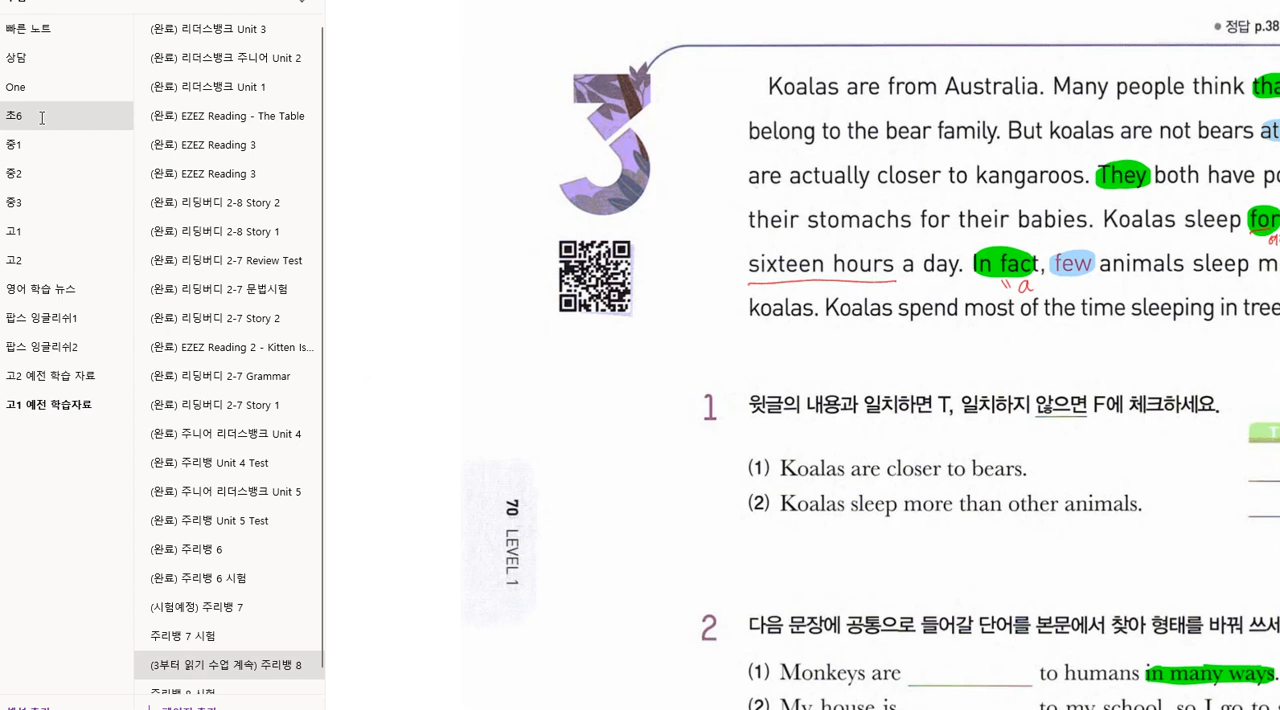 빠른 노트
상담
One
초6
중1
중2
중3
고1
고2
영어 학습 뉴스
팝스 잉글리쉬1
팝스 잉글리쉬2
고2 예전 학습 자료
고1 예전 학습자료
(완료) 리더스뱅크 Unit 3
(완료) 리더스뱅크 주니어 Unit 2
(완료) 리더스뱅크 Unit 1
(완료) EZEZ Reading - The Table
(완료) EZEZ Reading 3
(완료) EZEZ Reading 3
(완료) 리딩버디 2-8 Story 2
(완료) 리딩버디 2-8 Story 1
(완료) 리딩버디 2-7 Review Test
(완료) 리딩버디 2-7 문법시험
(완료) 리딩버디 2-7 Story 2
(완료) EZEZ Reading 2 - Kitten Is...
(완료) 리딩버디 2-7 Grammar
(완료) 리딩버디 2-7 Story 1
(완료) 주니어 리더스뱅크 Unit 4
(완료) 주리뱅 Unit 4 Test
(완료) 주니어 리더스뱅크 Unit 5
(완료) 주리뱅 Unit 5 Test
(완료) 주리뱅 6
(완료) 주리뱅 6 시험
(시험예정) 주리뱅 7
주리뱅 7 시험
(3부터 읽기 수업 계속) 주리뱅 8
주리뱅 8 시험
정답 p.38
3
Koalas are from Australia. Many people think tha
belong to the bear family. But koalas are not bears at
are actually closer to kangaroos. They both have po
their stomachs for their babies. Koalas sleep for
sixteen hours a day. In fact, few animals sleep m
a
koalas. Koalas spend most of the time sleeping in tree
1 윗글의 내용과 일치하면 T, 일치하지 않으면 F에 체크하세요.
T
(1) Koalas are closer to bears.
(2) Koalas sleep more than other animals.
70 LEVEL 1
2 다음 문장에 공통으로 들어갈 단어를 본문에서 찾아 형태를 바꿔 쓰세
(1) Monkeys are to humans in many ways.
(2) My house is to my school, so I go to